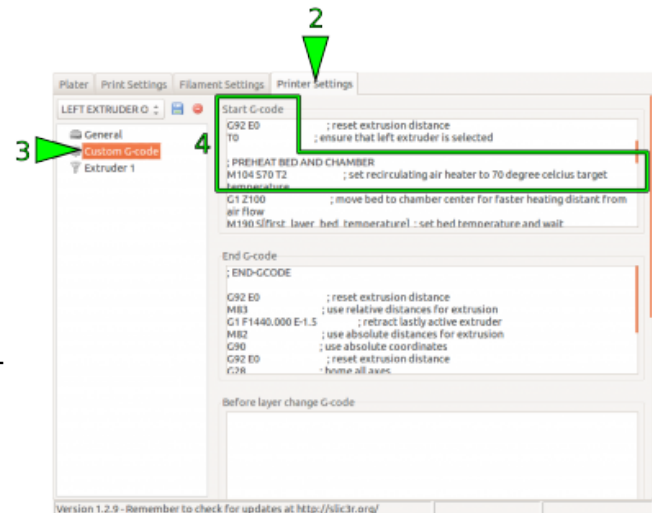 2
Plater Print Settings Filament Settings Printer Settings
LEFT EXTRUDER O
Start G-code
4
G92 E0 ; reset extrusion distance
T0 ; ensure that left extruder is selected
3
General
Custom G-code
Extruder 1
; PREHEAT BED AND CHAMBER
M104 S70 T2 ; set recirculating air heater to 70 degree celcius target
temperature
G1 Z100 ; move bed to chamber center for faster heating distant from
air flow
M190 S[first_layer_bed_temperature] ; set bed temperature and wait
End G-code
; END-GCODE
G92 E0 ; reset extrusion distance
M83 ; use relative distances for extrusion
G1 F1440.000 E-1.5 ; retract lastly active extruder
M82 ; use absolute distances for extrusion
G90 ; use absolute coordinates
G92 E0 ; reset extrusion distance
G28 ; home all axes
Before layer change G-code
Version 1.2.9 - Remember to check for updates at http://slic3r.org/